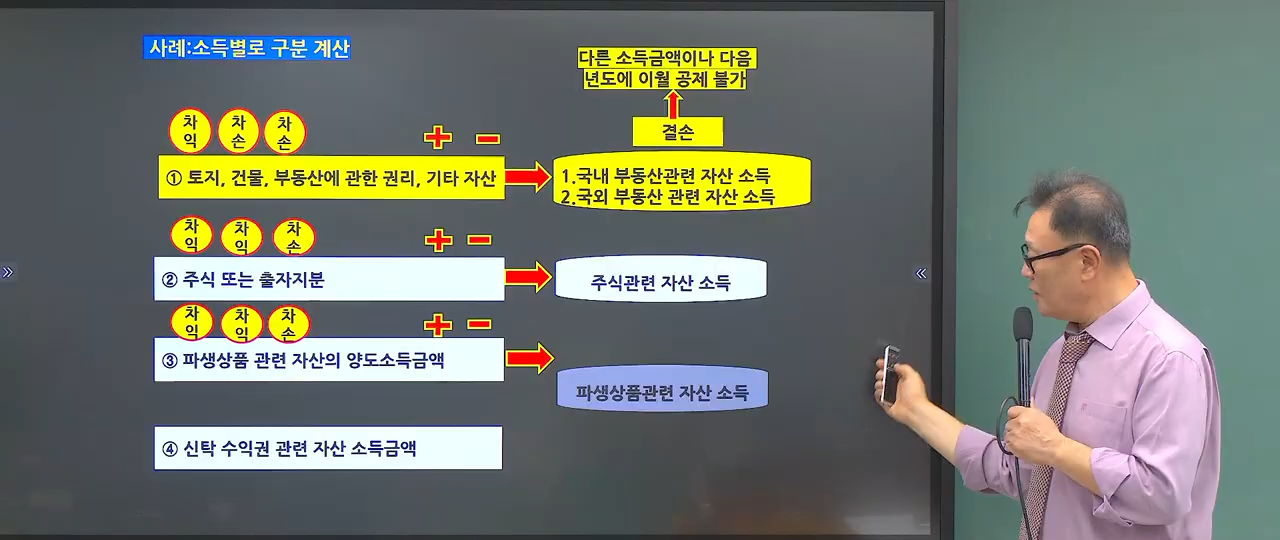 사례:소득별로 구분 계산
다른 소득금액이나 다음
년도에 이월 공제 불가
결손
차익
차손
차손
① 토지, 건물, 부동산에 관한 권리, 기타 자산
1.국내 부동산관련 자산 소득
2.국외 부동산 관련 자산 소득
차익
차익
차손
② 주식 또는 출자지분
주식관련 자산 소득
차익
차익
차손
③ 파생상품 관련 자산의 양도소득금액
파생상품관련 자산 소득
④ 신탁 수익권 관련 자산 소득금액